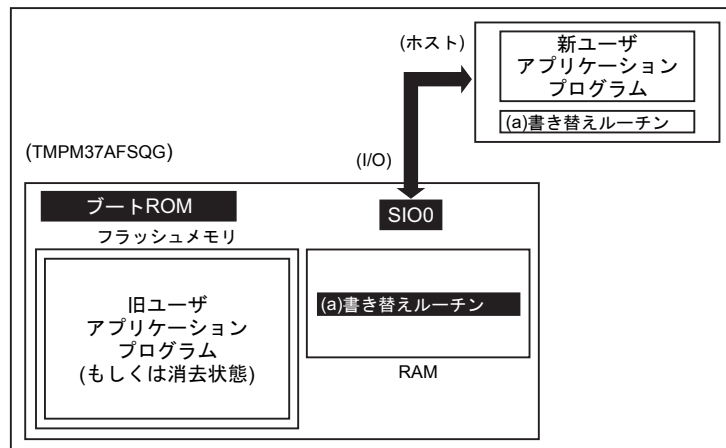 (ホスト)
新ユーザ
アプリケーション
プログラム
(a)書き替えルーチン
(TMPM37AFSQG)
(I/O)
ブートROM
SIO0
フラッシュメモリ
旧ユーザ
アプリケーション
プログラム
(もしくは消去状態)
(a)書き替えルーチン
RAM